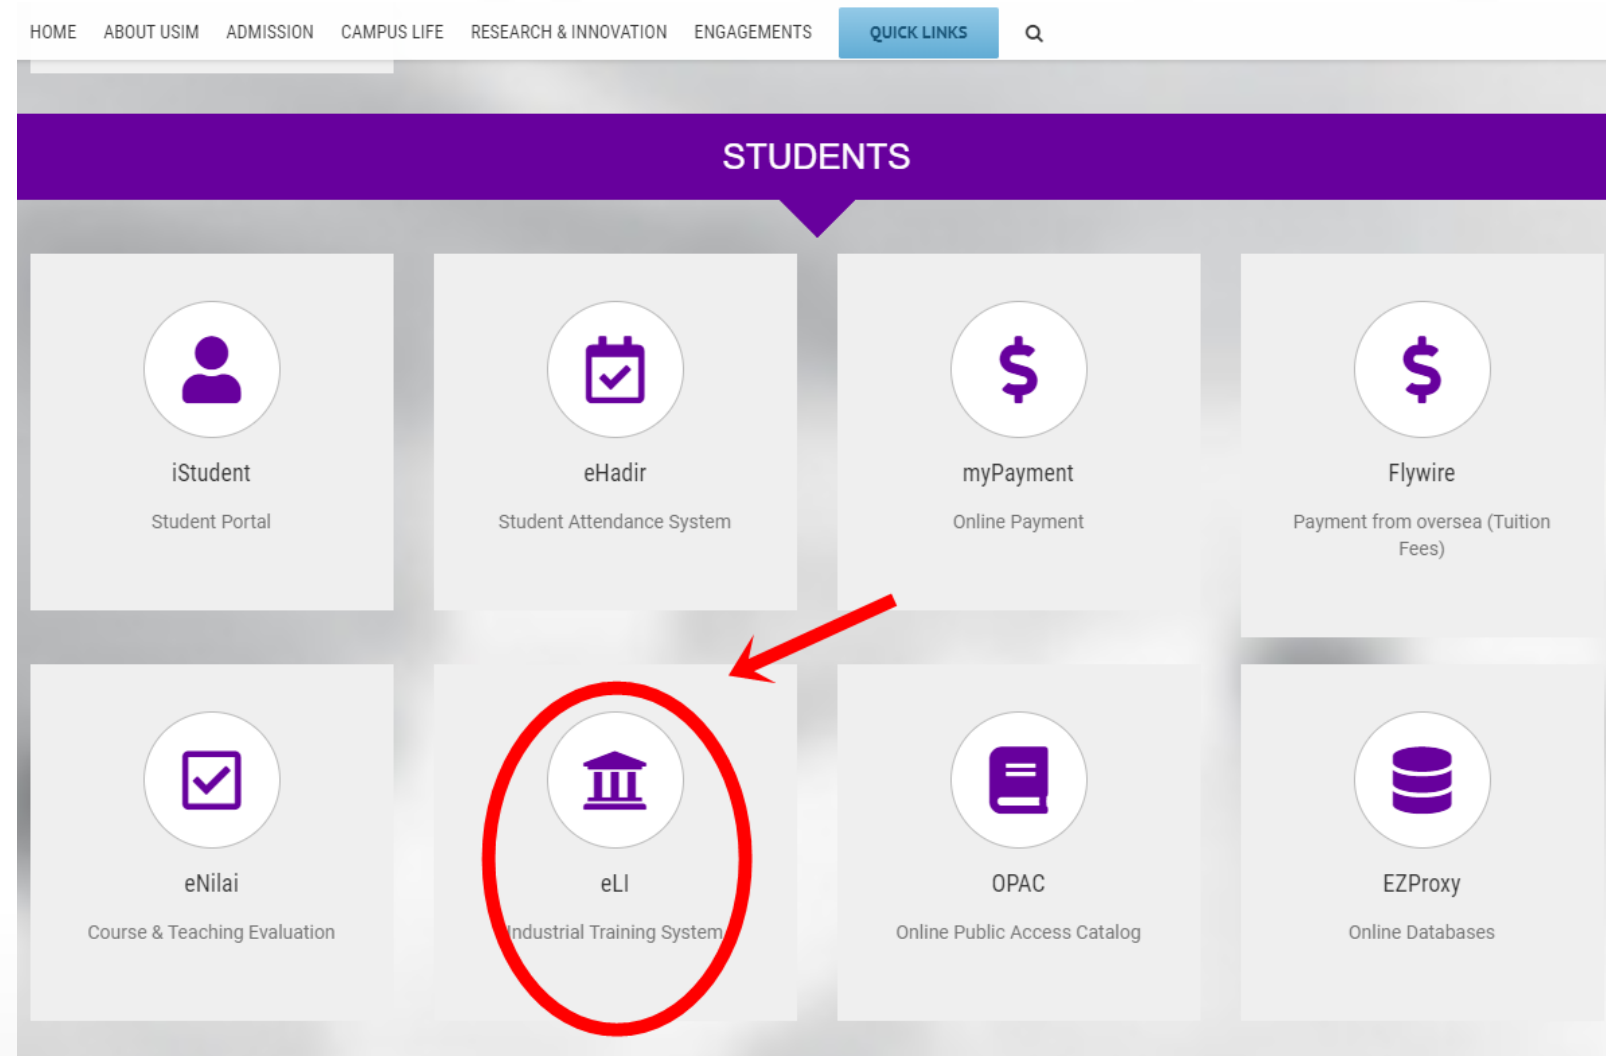 HOME ABOUT USIM ADMISSION CAMPUS LIFE RESEARCH & INNOVATION ENGAGEMENTS QUICK LINKS
STUDENTS
iStudent
Student Portal
eHadir
Student Attendance System
myPayment
Online Payment
Flywire
Payment from oversea (Tuition
Fees)
eNilai
Course & Teaching Evaluation
eLI
Industrial Training System
OPAC
Online Public Access Catalog
EZProxy
Online Databases